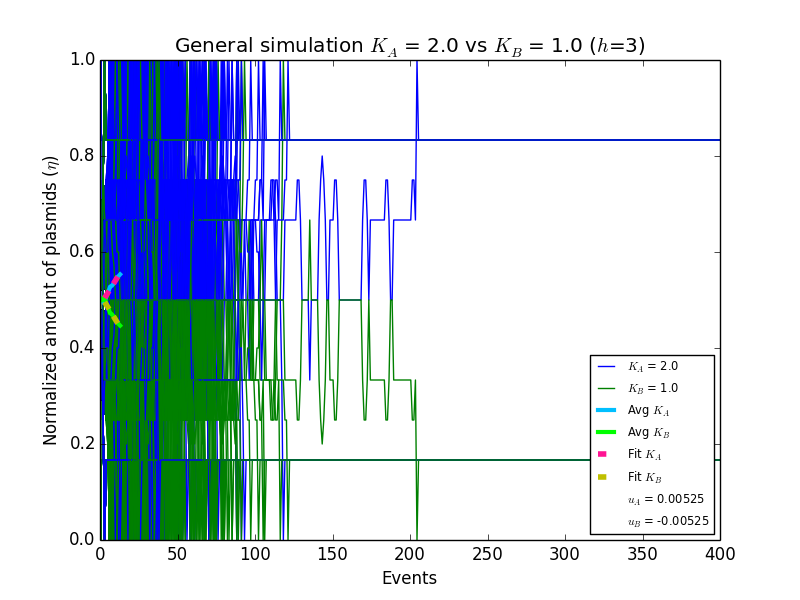 General simulation K_A = 2.0 vs K_B = 1.0 (h=3)
Normalized amount of plasmids (η)
1.0
0.8
0.6
0.4
0.2
0.0
K_A = 2.0
K_B = 1.0
Avg K_A
Avg K_B
Fit K_A
Fit K_B
u_A = 0.00525
u_B = -0.00525
0 50 100 150 200 250 300 350 400
Events